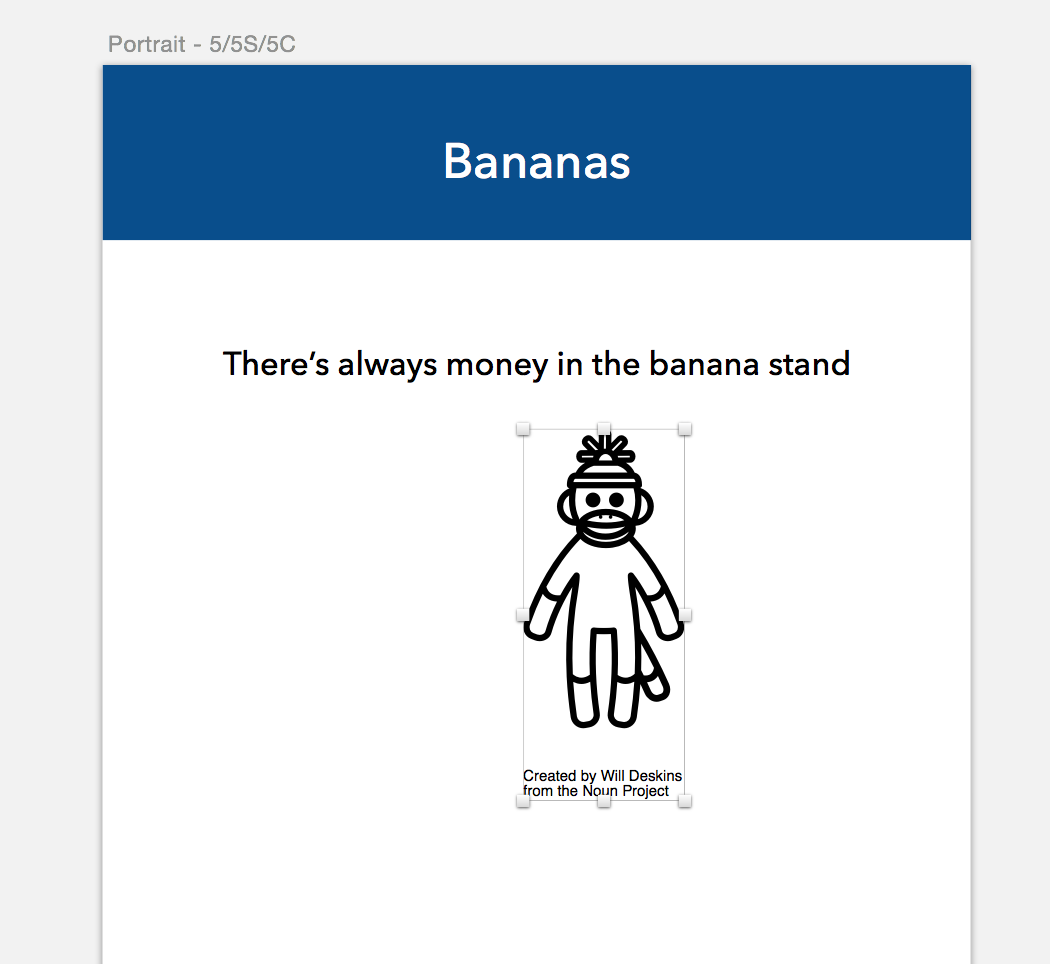 Portrait - 5/5S/5C
Bananas
There’s always money in the banana stand
Created by Will Deskins
from the Noun Project